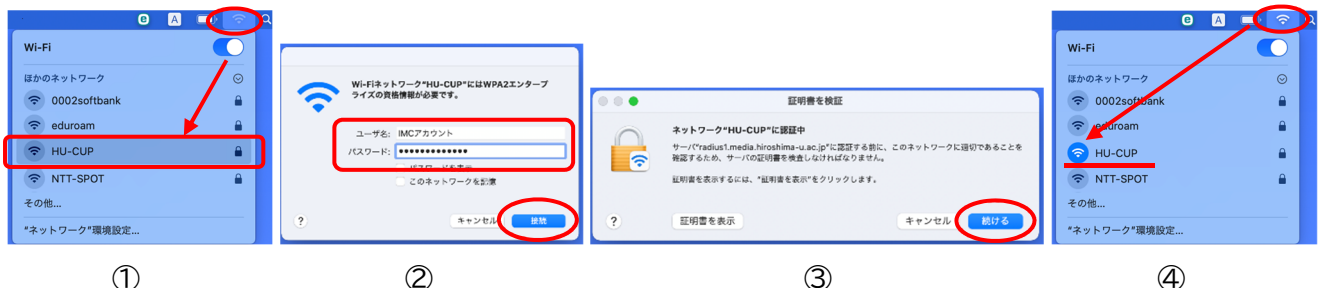 e A
Wi-Fi
ほかのネットワーク
0002softbank
eduroam
HU-CUP
NTT-SPOT
その他...
"ネットワーク"環境設定...
①
Wi-Fiネットワーク"HU-CUP"にはWPA2エンタープ
ライズの資格情報が必要です。
ユーザ名: IMCアカウント
パスワード: •••••••••••••
パスワードを表示
このネットワークを記憶
? キャンセル 接続
②
証明書を検証
ネットワーク"HU-CUP"に認証中
サーバ"radius1.media.hiroshima-u.ac.jp"に認証する前に、このネットワークに適切であることを
確認するため、サーバの証明書を検査しなければなりません。
証明書を表示するには、"証明書を表示"をクリックします。
? 証明書を表示 キャンセル 続ける
③
e A
Wi-Fi
ほかのネットワーク
0002softbank
eduroam
HU-CUP
NTT-SPOT
その他...
"ネットワーク"環境設定...
④